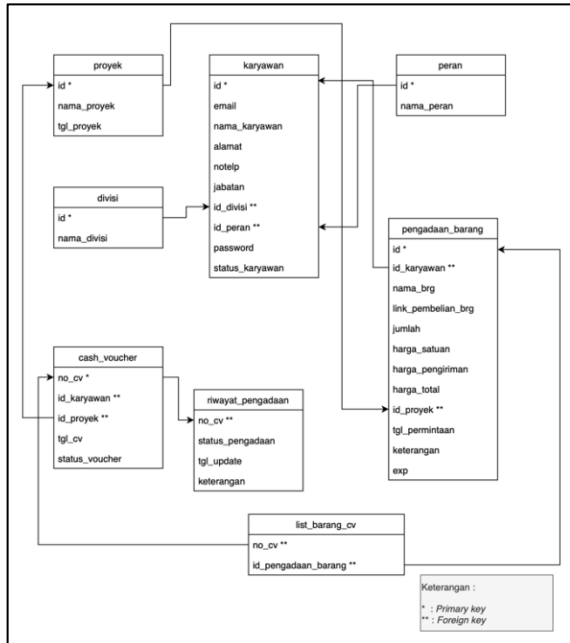 proyek
id *
nama_proyek
tgl_proyek
karyawan
id *
email
nama_karyawan
alamat
notelp
jabatan
id_divisi **
id_peran **
password
status_karyawan
peran
id *
nama_peran
divisi
id *
nama_divisi
pengadaan_barang
id *
id_karyawan **
nama_brg
link_pembelian_brg
jumlah
harga_satuan
harga_pengiriman
harga_total
id_proyek **
tgl_permintaan
keterangan
exp
cash_voucher
no_cv *
id_karyawan **
id_proyek **
tgl_cv
status_voucher
riwayat_pengadaan
no_cv **
status_pengadaan
tgl_update
keterangan
list_barang_cv
no_cv **
id_pengadaan_barang **
Keterangan :
* : Primary key
** : Foreign key